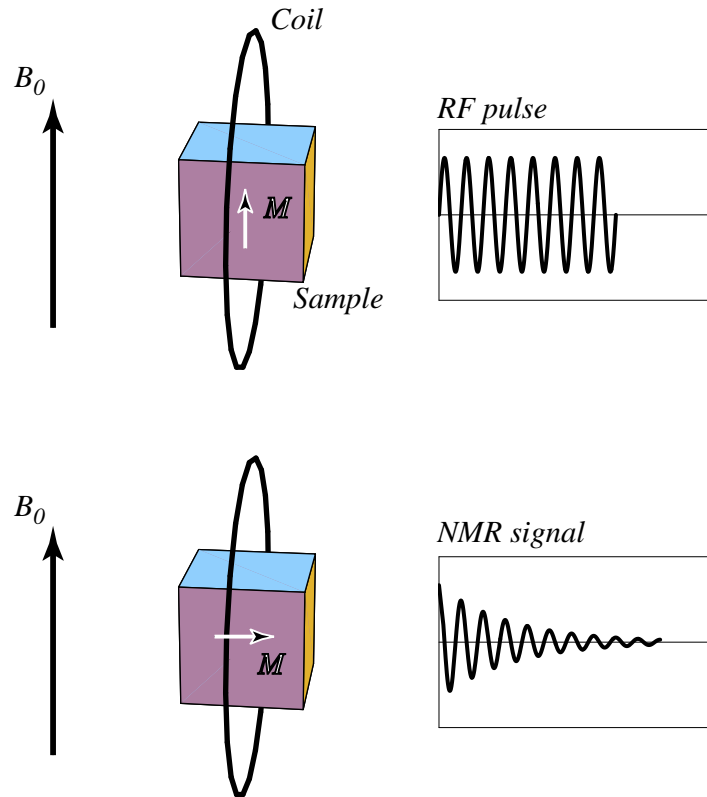 Coil
B₀
RF pulse
M
Sample
B₀
NMR signal
M